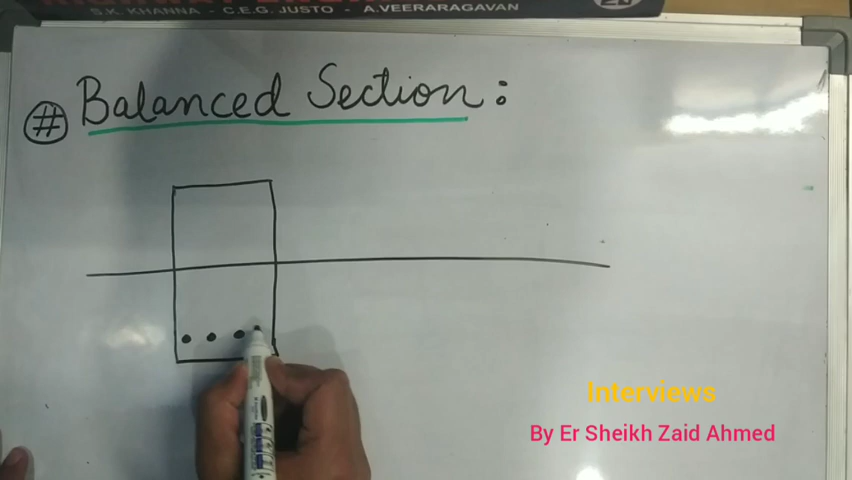 S.K. KHANNA - C.E.G. JUSTO - A.VEERARAGAVAN
# Balanced Section :
Interviews
By Er Sheikh Zaid Ahmed